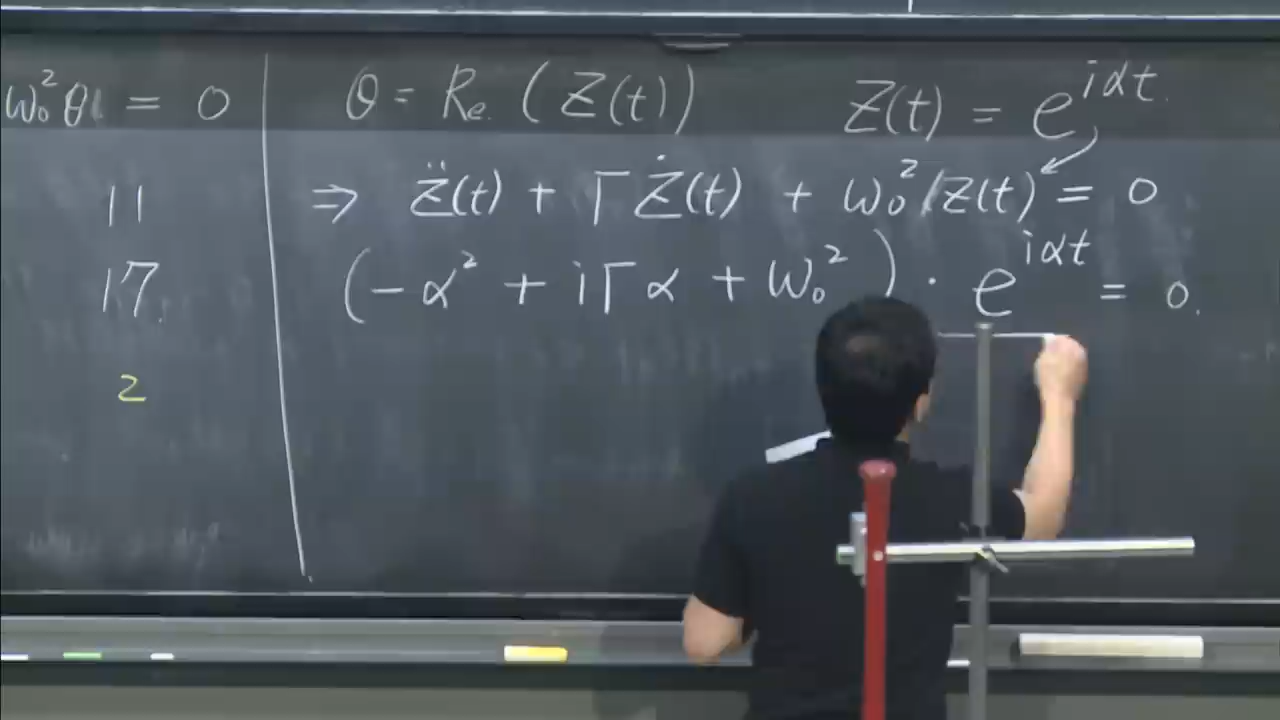 ω₀²θ = 0
11
17.
2
θ = Re (Z(t)) Z(t) = e^{iαt}
⇒ Z̈(t) + Γ Ż(t) + ω₀² Z(t) = 0
(-α² + iΓα + ω₀²) · e^{iαt} = 0.